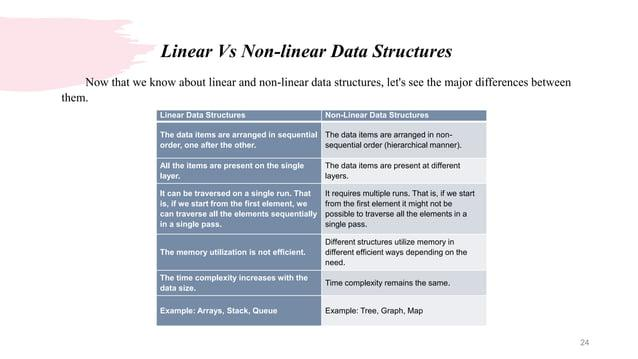 Linear Vs Non-linear Data Structures
Now that we know about linear and non-linear data structures, let's see the major differences between
them.
Linear Data Structures
Non-Linear Data Structures
The data items are arranged in sequential
order, one after the other.
The data items are arranged in non-
sequential order (hierarchical manner).
All the items are present on the single
layer.
The data items are present at different
layers.
It can be traversed on a single run. That
is, if we start from the first element, we
can traverse all the elements sequentially
in a single pass.
It requires multiple runs. That is, if we start
from the first element it might not be
possible to traverse all the elements in a
single pass.
The memory utilization is not efficient.
Different structures utilize memory in
different efficient ways depending on the
need.
The time complexity increases with the
data size.
Time complexity remains the same.
Example: Arrays, Stack, Queue
Example: Tree, Graph, Map
24